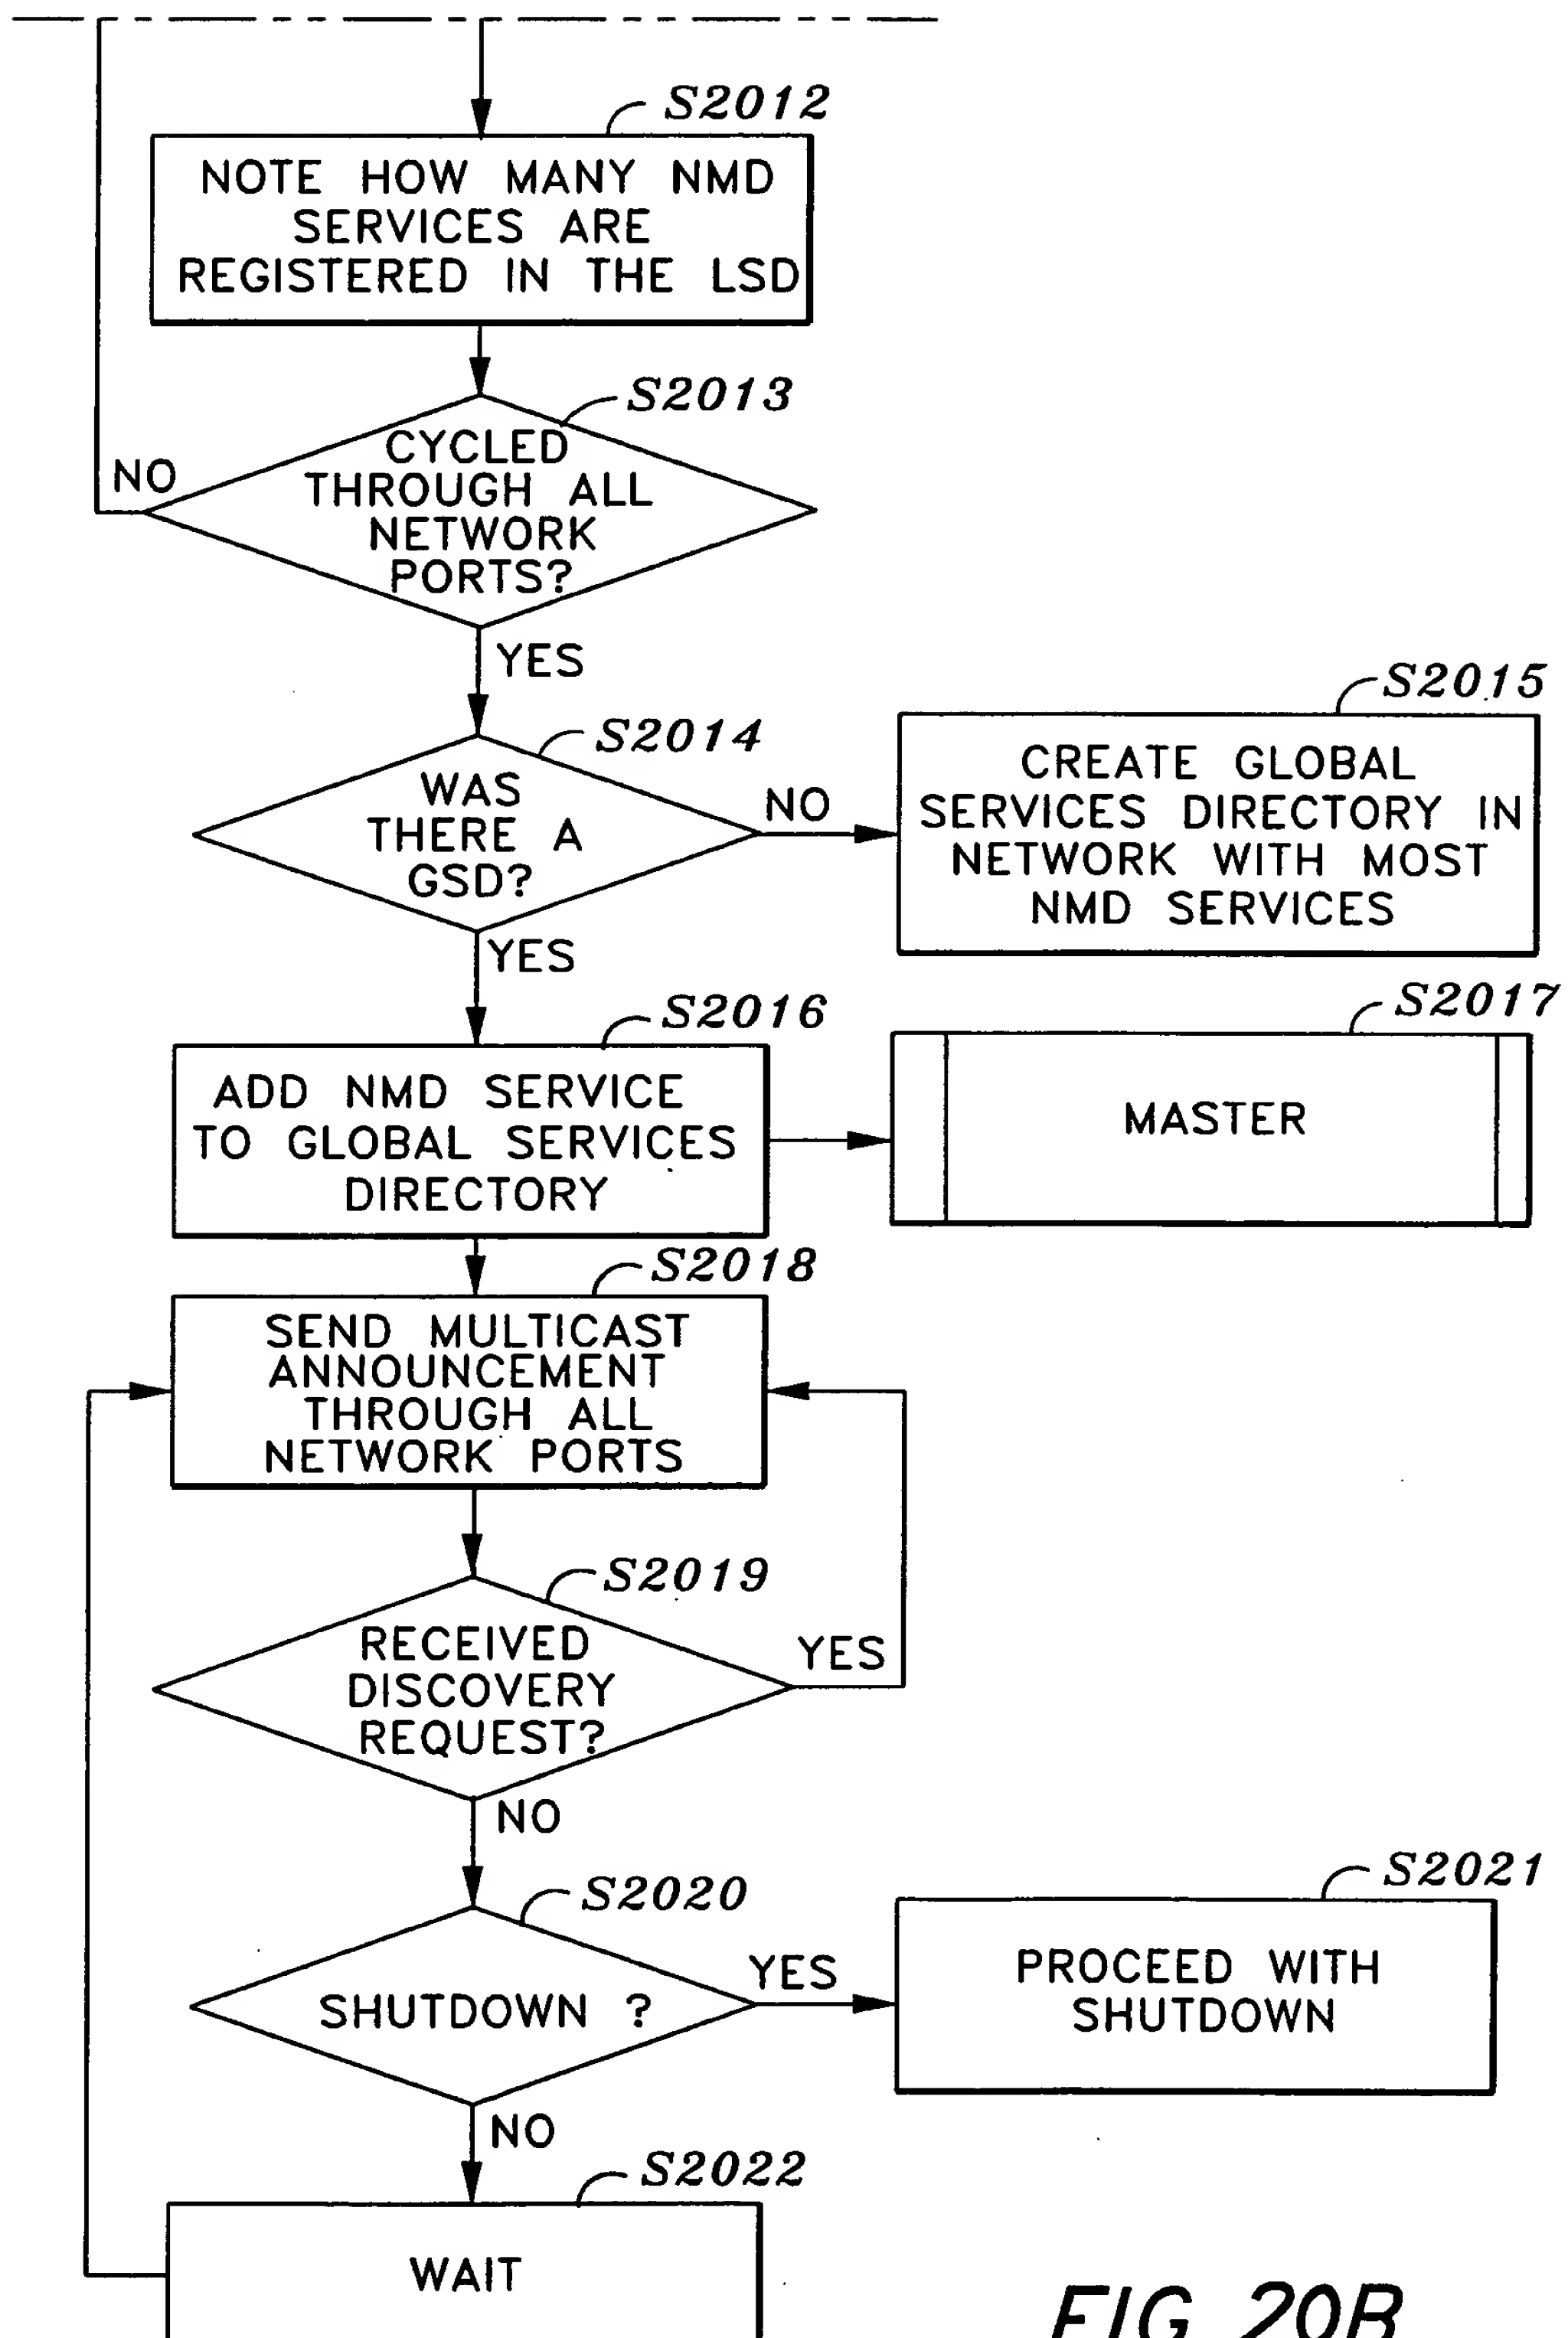 S2012
NOTE HOW MANY NMD
SERVICES ARE
REGISTERED IN THE LSD
S2013
CYCLED
THROUGH ALL
NETWORK
PORTS?
NO
YES
S2014
WAS
THERE A
GSD?
NO
S2015
CREATE GLOBAL
SERVICES DIRECTORY IN
NETWORK WITH MOST
NMD SERVICES
YES
S2016
ADD NMD SERVICE
TO GLOBAL SERVICES
DIRECTORY
S2017
MASTER
S2018
SEND MULTICAST
ANNOUNCEMENT
THROUGH ALL
NETWORK PORTS
S2019
RECEIVED
DISCOVERY
REQUEST?
YES
NO
S2020
SHUTDOWN ?
YES
S2021
PROCEED WITH
SHUTDOWN
NO
S2022
WAIT
FIG 20B